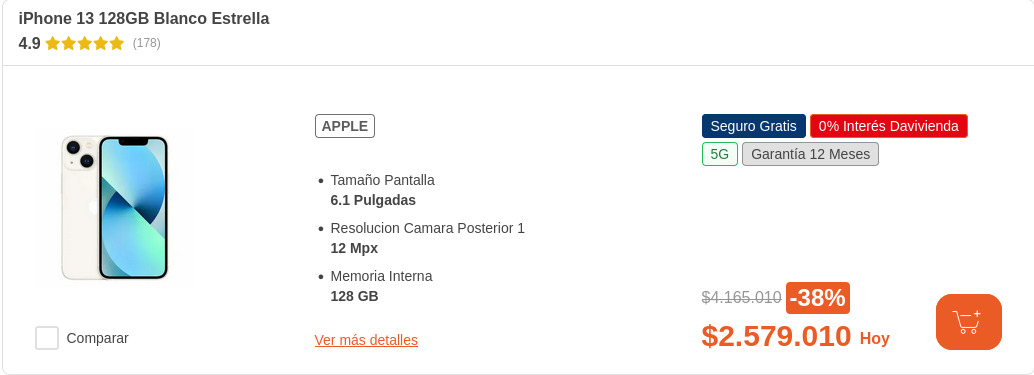 iPhone 13 128GB Blanco Estrella
4.9 (178)
APPLE
Tamaño Pantalla
6.1 Pulgadas
Resolucion Camara Posterior 1
12 Mpx
Memoria Interna
128 GB
Comparar
Ver más detalles
Seguro Gratis 0% Interés Davivienda
5G Garantía 12 Meses
$4.165.010 -38%
$2.579.010 Hoy